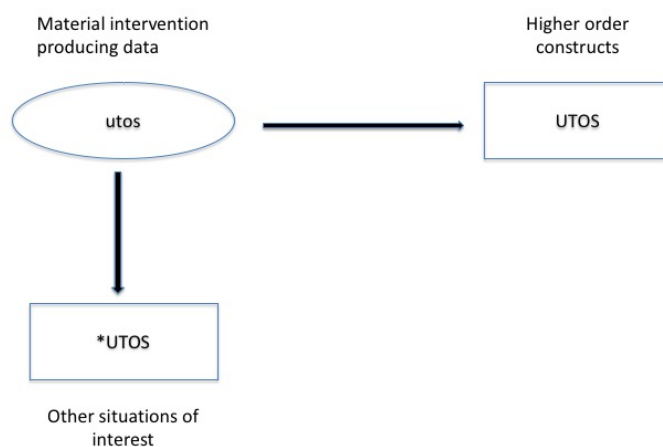 Material intervention
producing data
Higher order
constructs
utos
UTOS
*UTOS
Other situations of
interest